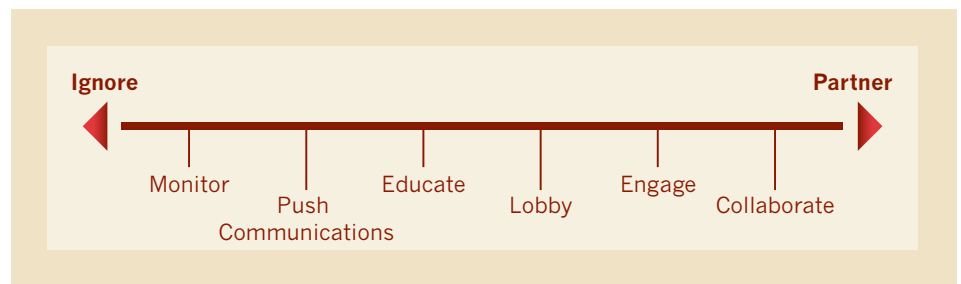 Ignore
Partner
Monitor
Push
Communications
Educate
Lobby
Engage
Collaborate